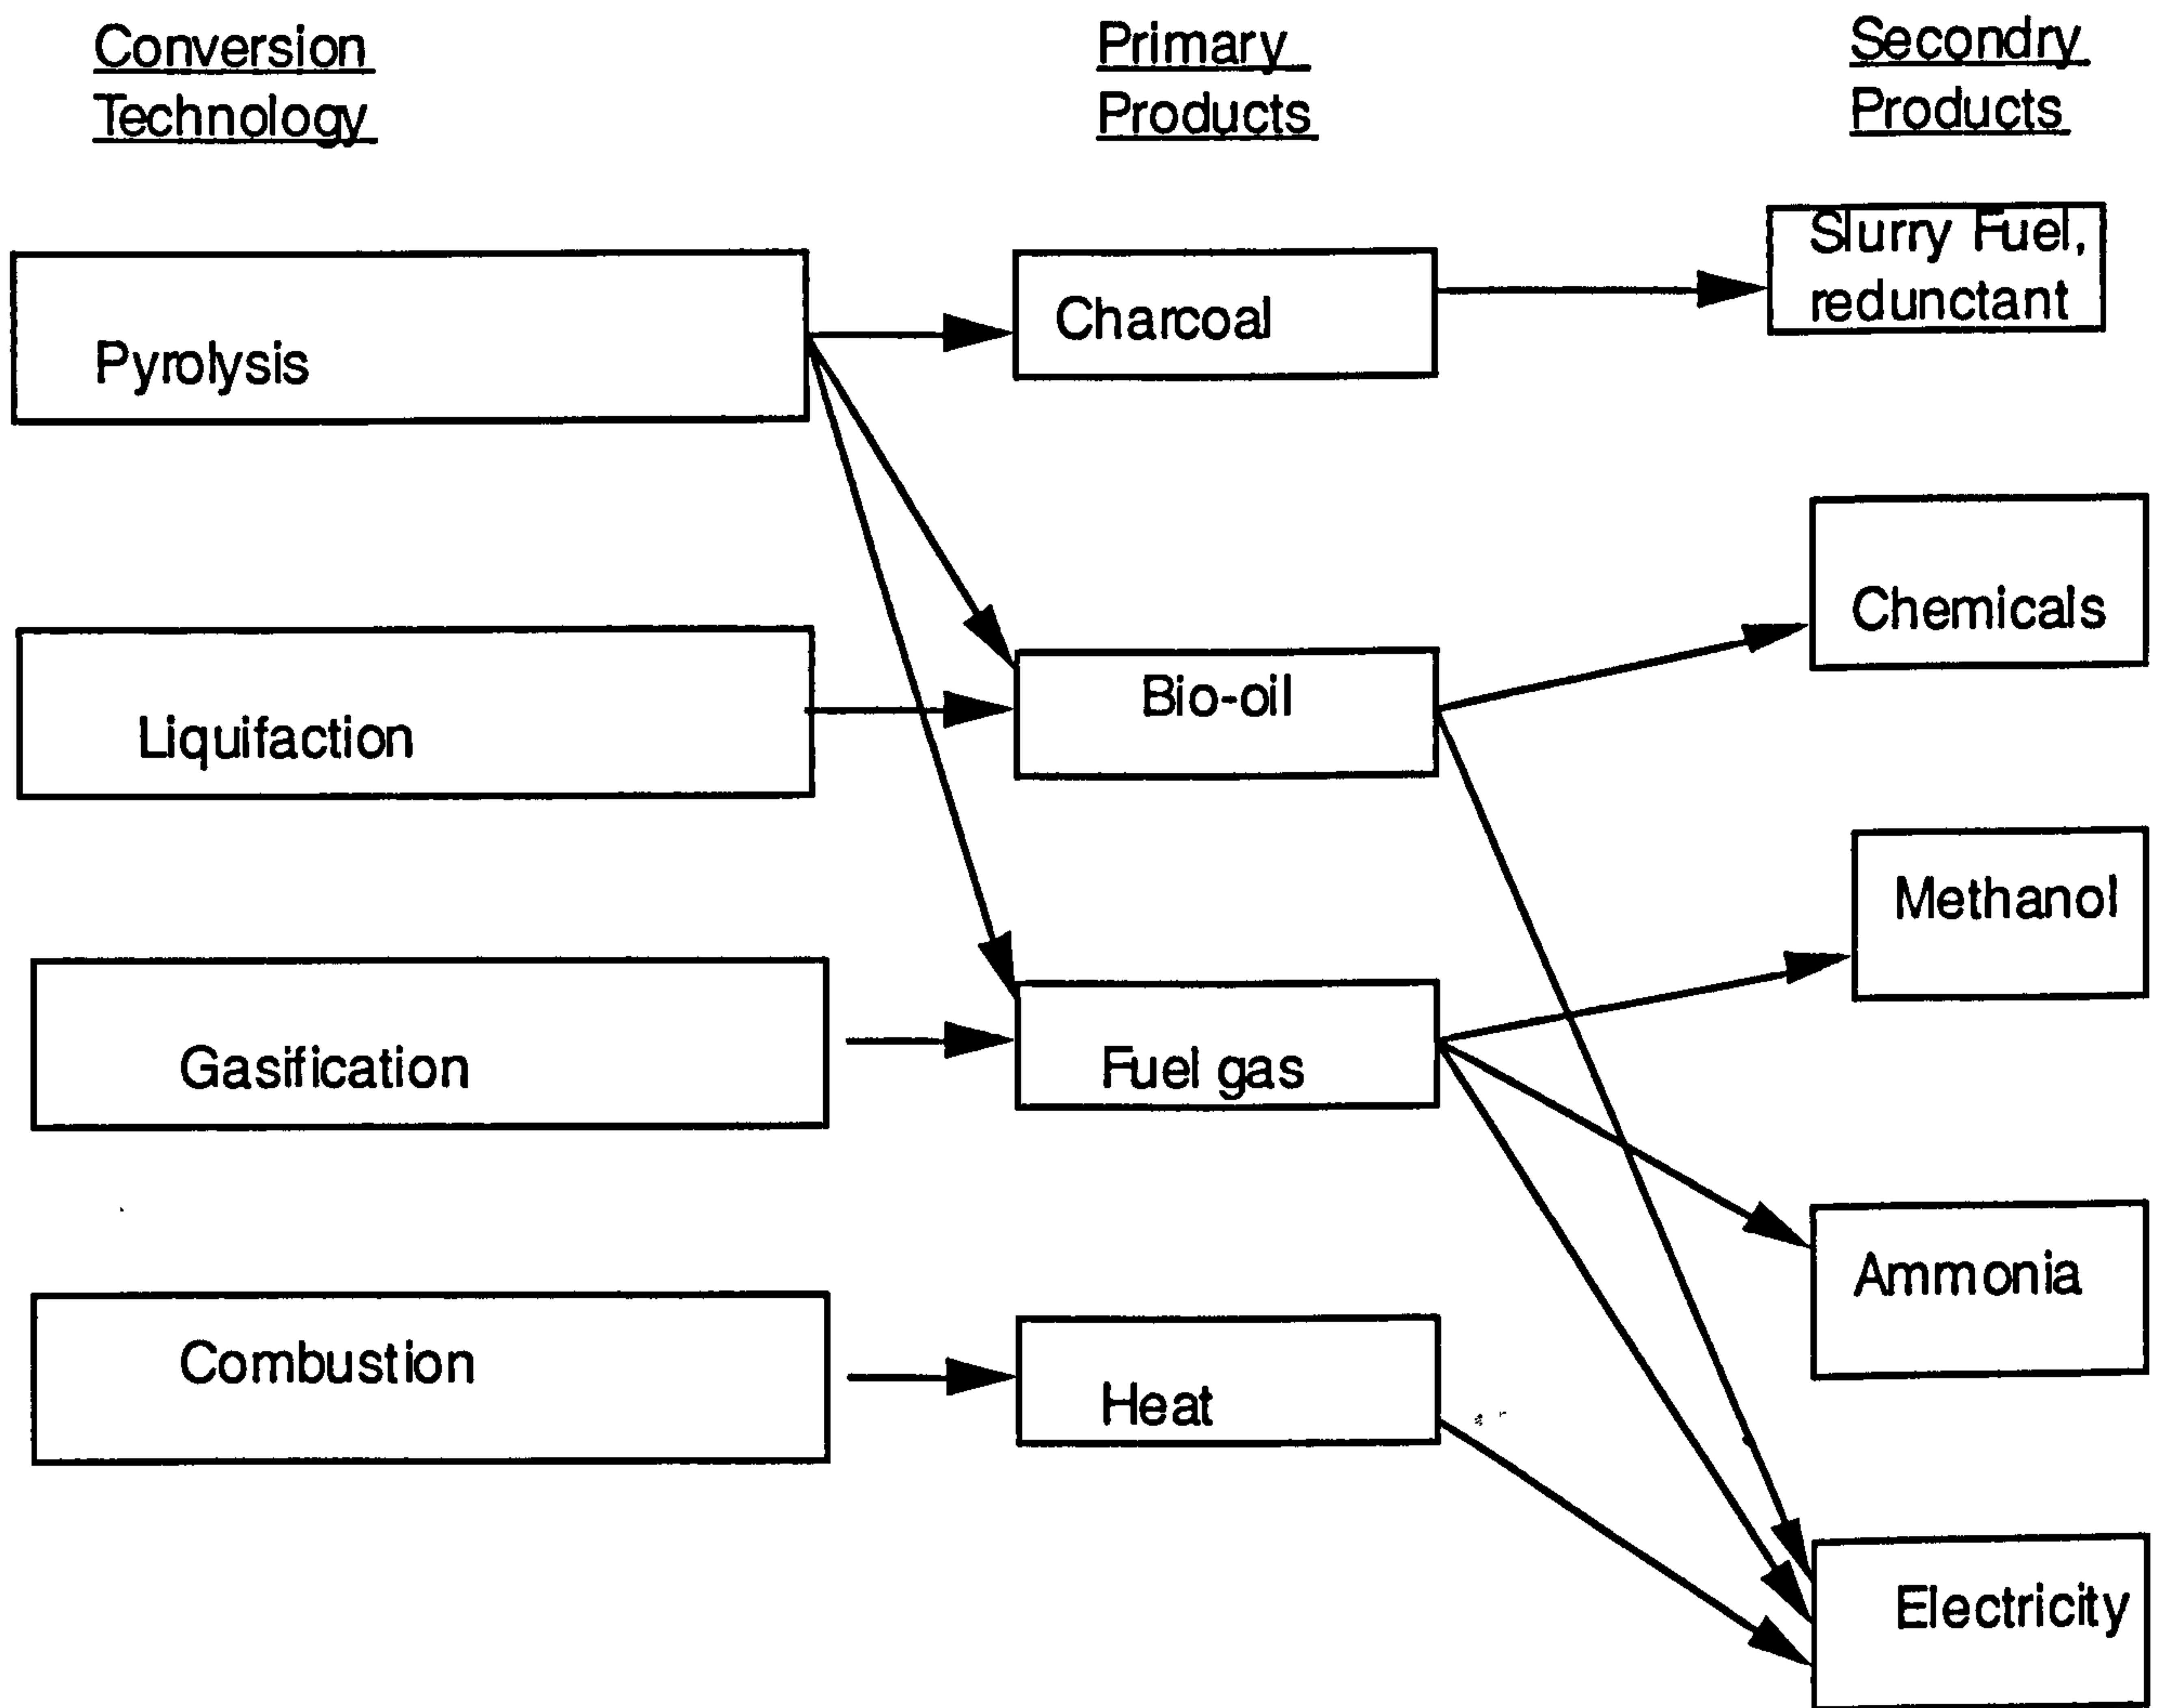 Conversion
Technology
Primary
Products
Secondry
Products
Pyrolysis
Charcoal
Slurry Fuel,
redunctant
Liquifaction
Bio-oil
Chemicals
Gasification
Fuel gas
Methanol
Combustion
Heat
Ammonia
Electricity